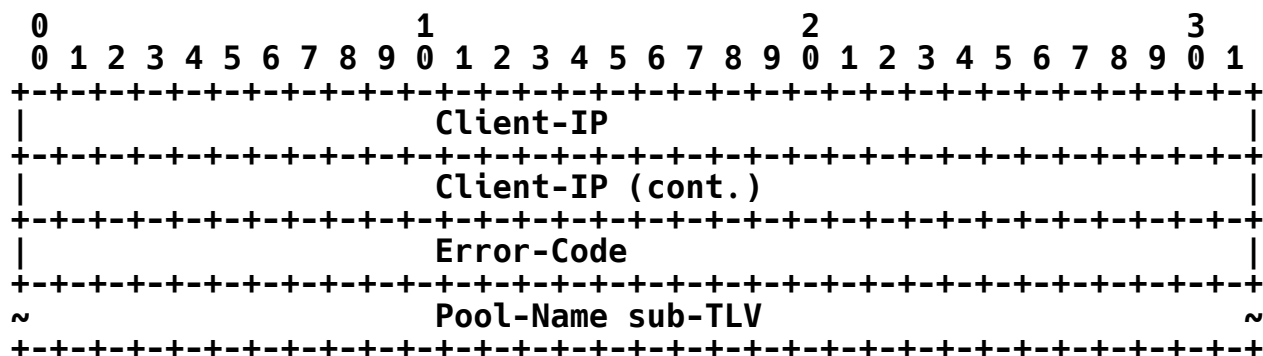 0                   1                   2                   3
 0 1 2 3 4 5 6 7 8 9 0 1 2 3 4 5 6 7 8 9 0 1 2 3 4 5 6 7 8 9 0 1
+-+-+-+-+-+-+-+-+-+-+-+-+-+-+-+-+-+-+-+-+-+-+-+-+-+-+-+-+-+-+-+-+
|                     Client-IP                                 |
+-+-+-+-+-+-+-+-+-+-+-+-+-+-+-+-+-+-+-+-+-+-+-+-+-+-+-+-+-+-+-+-+
|                     Client-IP (cont.)                         |
+-+-+-+-+-+-+-+-+-+-+-+-+-+-+-+-+-+-+-+-+-+-+-+-+-+-+-+-+-+-+-+-+
|                     Error-Code                                |
+-+-+-+-+-+-+-+-+-+-+-+-+-+-+-+-+-+-+-+-+-+-+-+-+-+-+-+-+-+-+-+-+
~                     Pool-Name sub-TLV                         ~
+-+-+-+-+-+-+-+-+-+-+-+-+-+-+-+-+-+-+-+-+-+-+-+-+-+-+-+-+-+-+-+-+